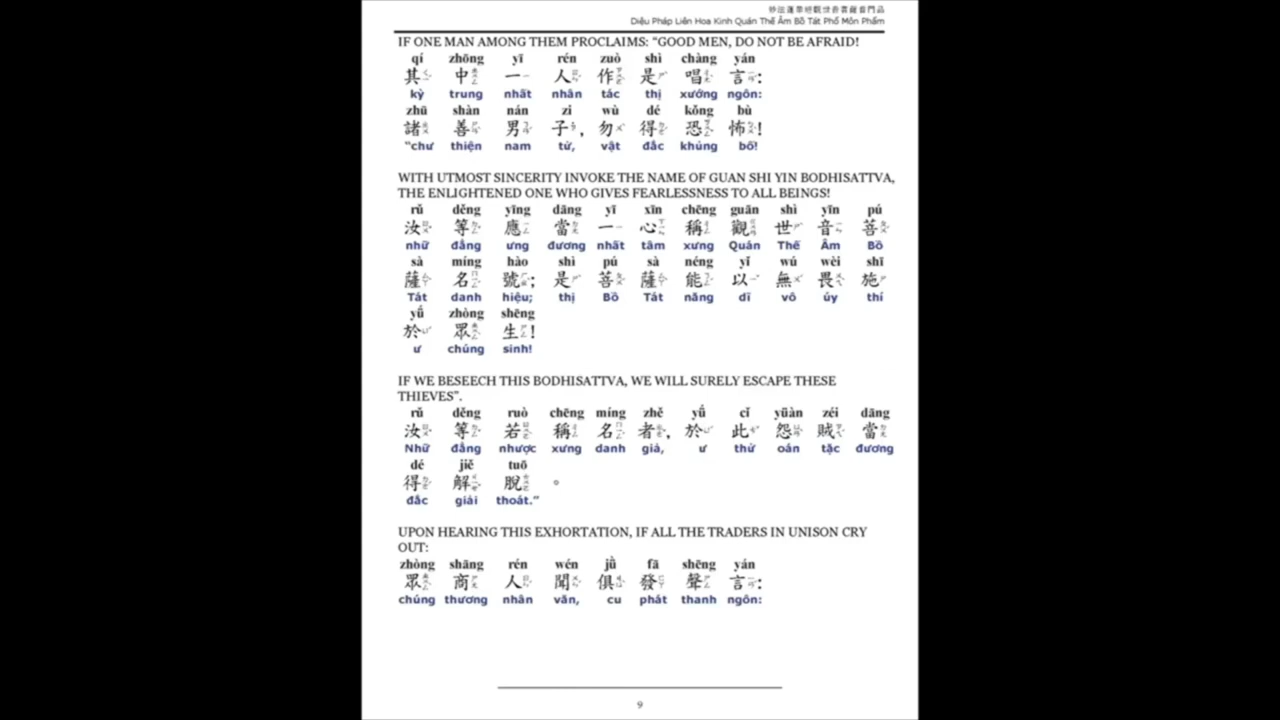 妙法蓮華經觀世音菩薩普門品
Diệu Pháp Liên Hoa Kinh Quán Thế Âm Bồ Tát Phổ Môn Phẩm
IF ONE MAN AMONG THEM PROCLAIMS: “GOOD MEN, DO NOT BE AFRAID!
qí zhōng yī rén zuò shì chàng yán
其 中 一 人 作 是 唱 言：
kỳ trung nhất nhân tác thị xướng ngôn:
zhū shàn nán zi wù dé kǒng bù
諸 善 男 子， 勿 得 恐 怖！
“chư thiện nam tử, vật đắc khủng bố!
WITH UTMOST SINCERITY INVOKE THE NAME OF GUAN SHI YIN BODHISATTVA,
THE ENLIGHTENED ONE WHO GIVES FEARLESSNESS TO ALL BEINGS!
rǔ děng yīng dāng yī xīn chēng guān shì yīn pú
汝 等 應 當 一 心 稱 觀 世 音 菩
nhữ đẳng ưng đương nhất tâm xưng Quán Thế Âm Bồ
sà míng hào shì pú sà néng yǐ wú wèi shī
薩 名 號； 是 菩 薩 能 以 無 畏 施
Tát danh hiệu; thị Bồ Tát năng dĩ vô úy thí
yǘ zhòng shēng
於 眾 生！
ư chúng sinh!
IF WE BESEECH THIS BODHISATTVA, WE WILL SURELY ESCAPE THESE
THIEVES”.
rǔ děng ruò chēng míng zhě yǘ cǐ yüàn zéi dāng
汝 等 若 稱 名 者， 於 此 怨 賊 當
Nhữ đẳng nhược xưng danh giả, ư thử oán tặc đương
dé jiě tuō
得 解 脫 。
đắc giải thoát.”
UPON HEARING THIS EXHORTATION, IF ALL THE TRADERS IN UNISON CRY
OUT:
zhòng shāng rén wén jǜ fā shēng yán
眾 商 人 聞 俱 發 聲 言：
chúng thương nhân văn, cu phát thanh ngôn:
9